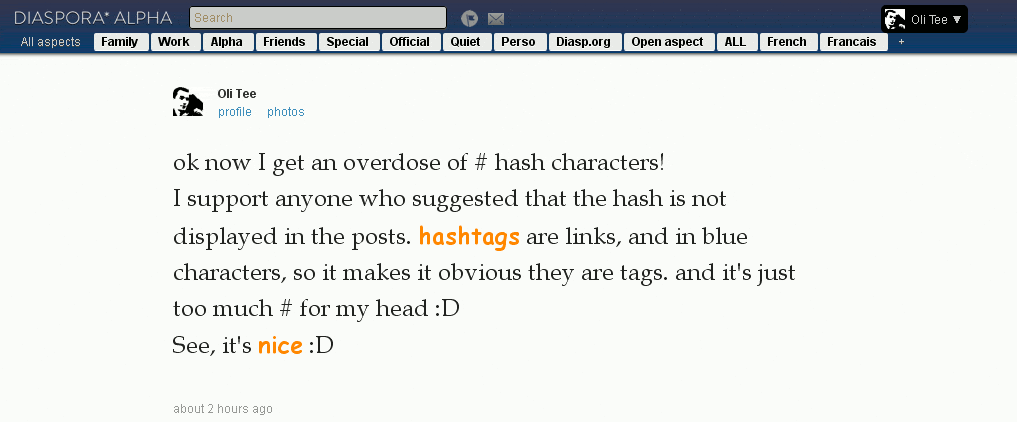 DIASPORA* ALPHA Search Oli Tee ▼
All aspects Family Work Alpha Friends Special Official Quiet Perso Diasp.org Open aspect ALL French Francais +
Oli Tee
profile photos
ok now I get an overdose of # hash characters!
I support anyone who suggested that the hash is not
displayed in the posts. hashtags are links, and in blue
characters, so it makes it obvious they are tags. and it's just
too much # for my head :D
See, it's nice :D
about 2 hours ago